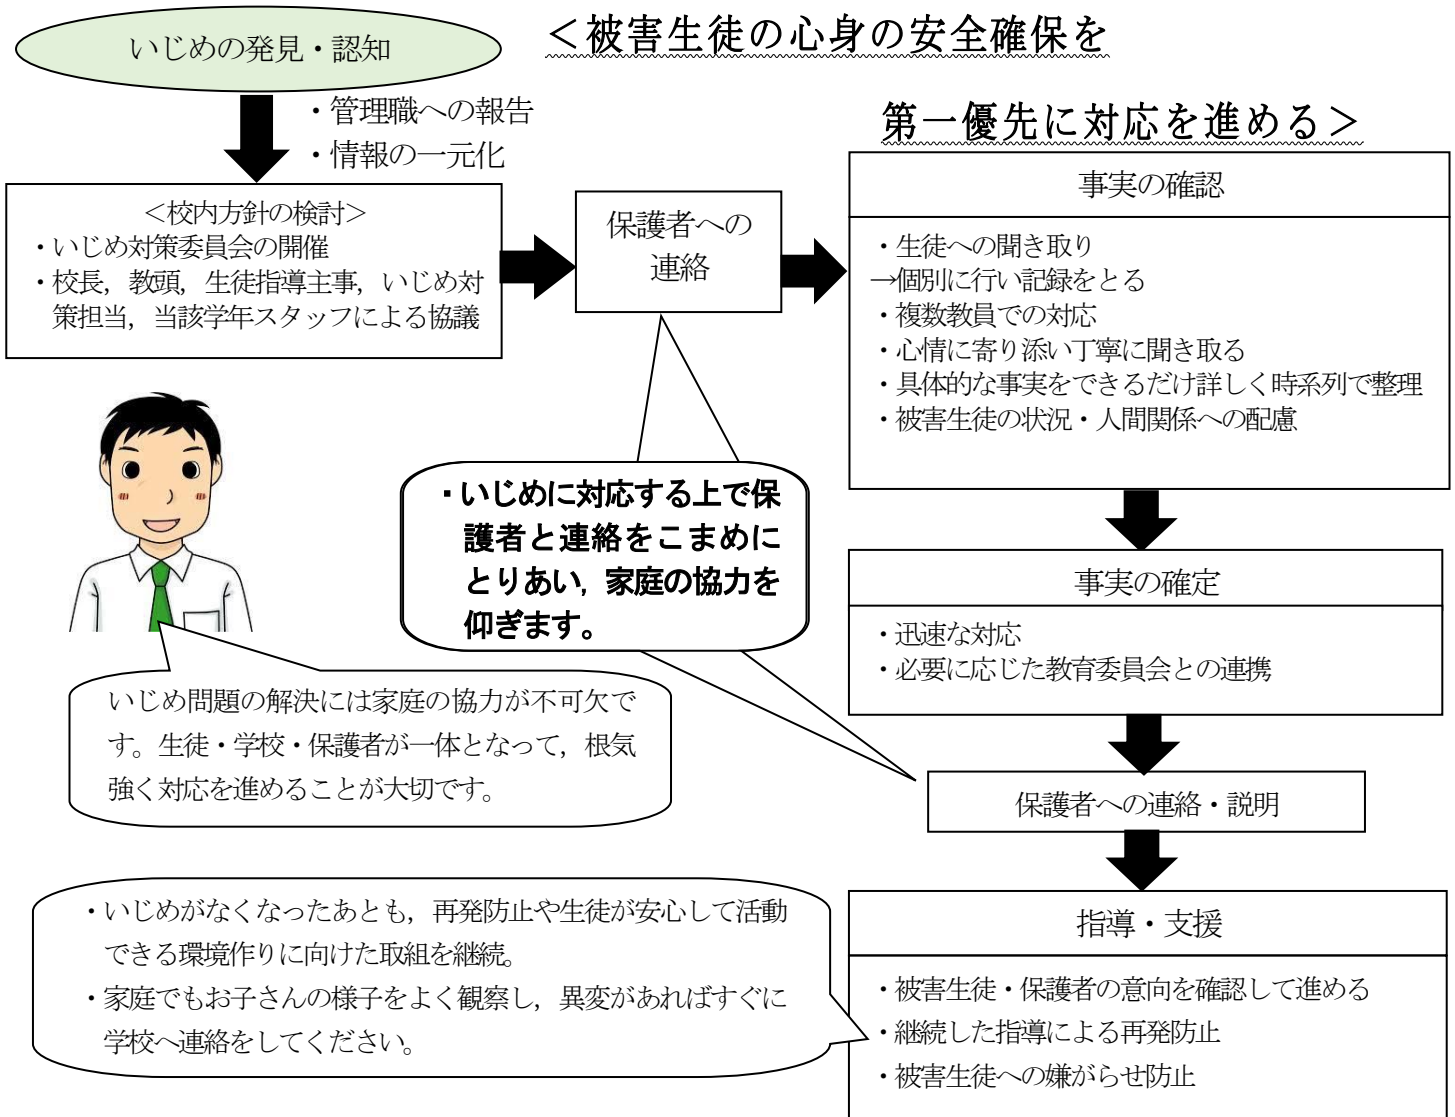 いじめの発見・認知
＜被害生徒の心身の安全確保を
第一優先に対応を進める＞
・管理職への報告
・情報の一元化
＜校内方針の検討＞
・いじめ対策委員会の開催
・校長，教頭，生徒指導主事，いじめ対
策担当，当該学年スタッフによる協議
保護者への
連絡
事実の確認
・生徒への聞き取り
→個別に行い記録をとる
・複数教員での対応
・心情に寄り添い丁寧に聞き取る
・具体的な事実をできるだけ詳しく時系列で整理
・被害生徒の状況・人間関係への配慮
・いじめに対応する上で保
護者と連絡をこまめに
とりあい，家庭の協力を
仰ぎます。
事実の確定
・迅速な対応
・必要に応じた教育委員会との連携
いじめ問題の解決には家庭の協力が不可欠で
す。生徒・学校・保護者が一体となって，根気
強く対応を進めることが大切です。
保護者への連絡・説明
・いじめがなくなったあとも，再発防止や生徒が安心して活動
できる環境作りに向けた取組を継続。
・家庭でもお子さんの様子をよく観察し，異変があればすぐに
学校へ連絡をしてください。
指導・支援
・被害生徒・保護者の意向を確認して進める
・継続した指導による再発防止
・被害生徒への嫌がらせ防止